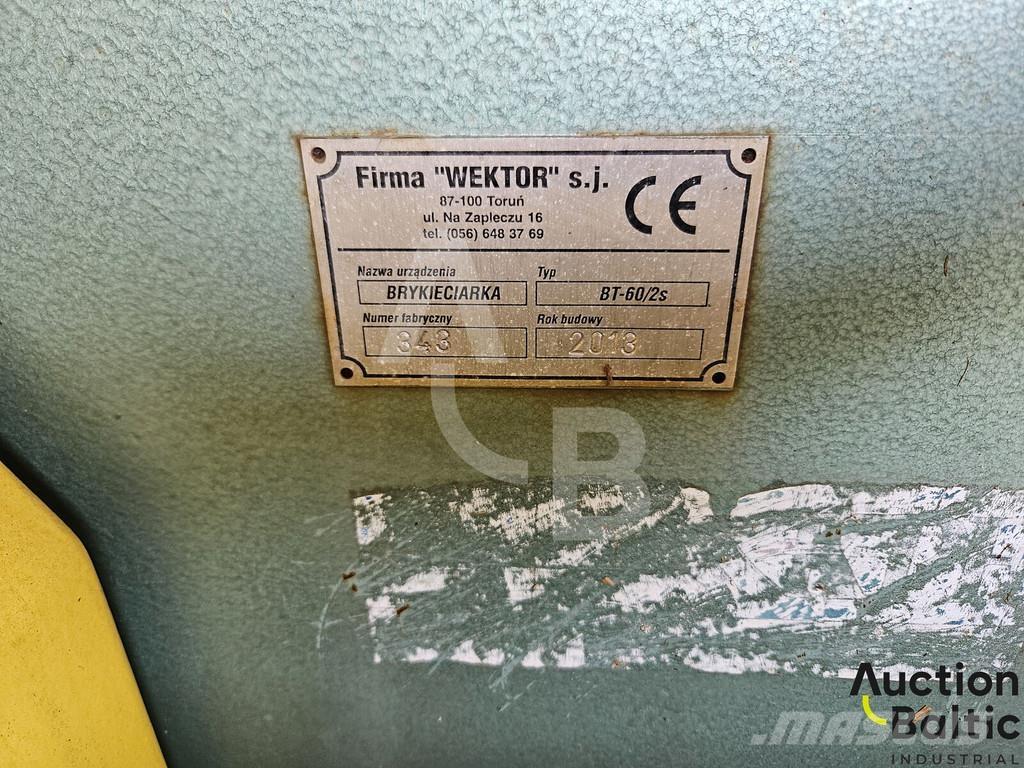 Firma "WEKTOR" s.j.
87-100 Toruń
ul. Na Zapleczu 16
tel. (056) 648 37 69
CE
Nazwa urządzenia
BRYKIECIARKA
Typ
BT-60/2s
Numer fabryczny
343
Rok budowy
2013
B
Auction
Baltic
INDUSTRIAL